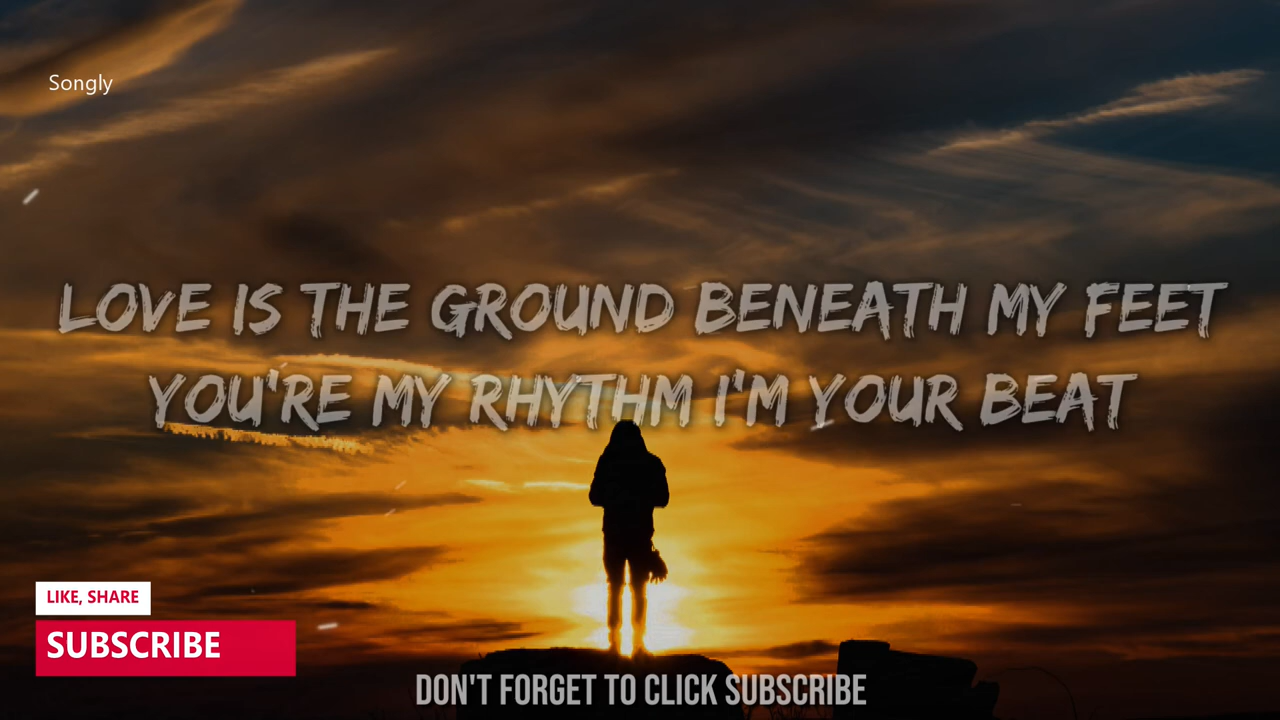 Songly
LOVE IS THE GROUND BENEATH MY FEET
YOU'RE MY RHYTHM I'M YOUR BEAT
LIKE, SHARE
SUBSCRIBE
DON'T FORGET TO CLICK SUBSCRIBE